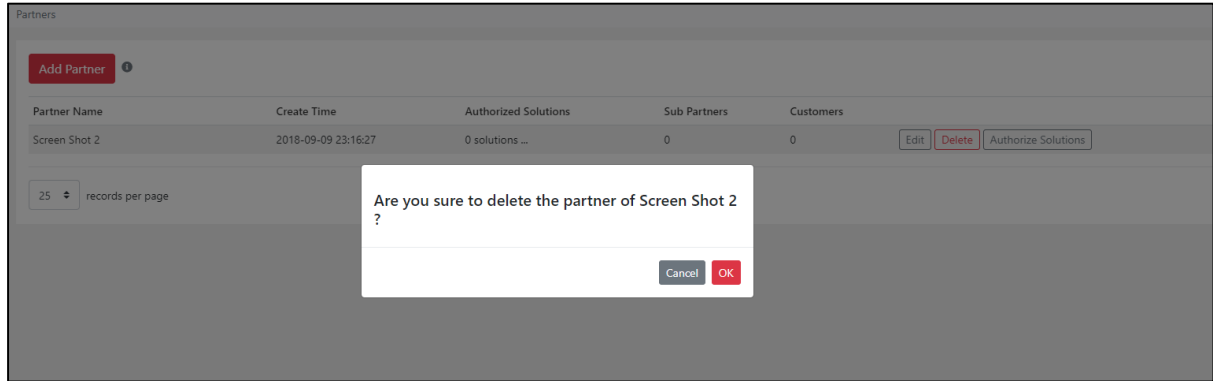 Partners
Add Partner
Partner Name Create Time Authorized Solutions Sub Partners Customers
Screen Shot 2 2018-09-09 23:16:27 0 solutions ... 0 0 Edit Delete Authorize Solutions
25 records per page
Are you sure to delete the partner of Screen Shot 2
?
Cancel OK